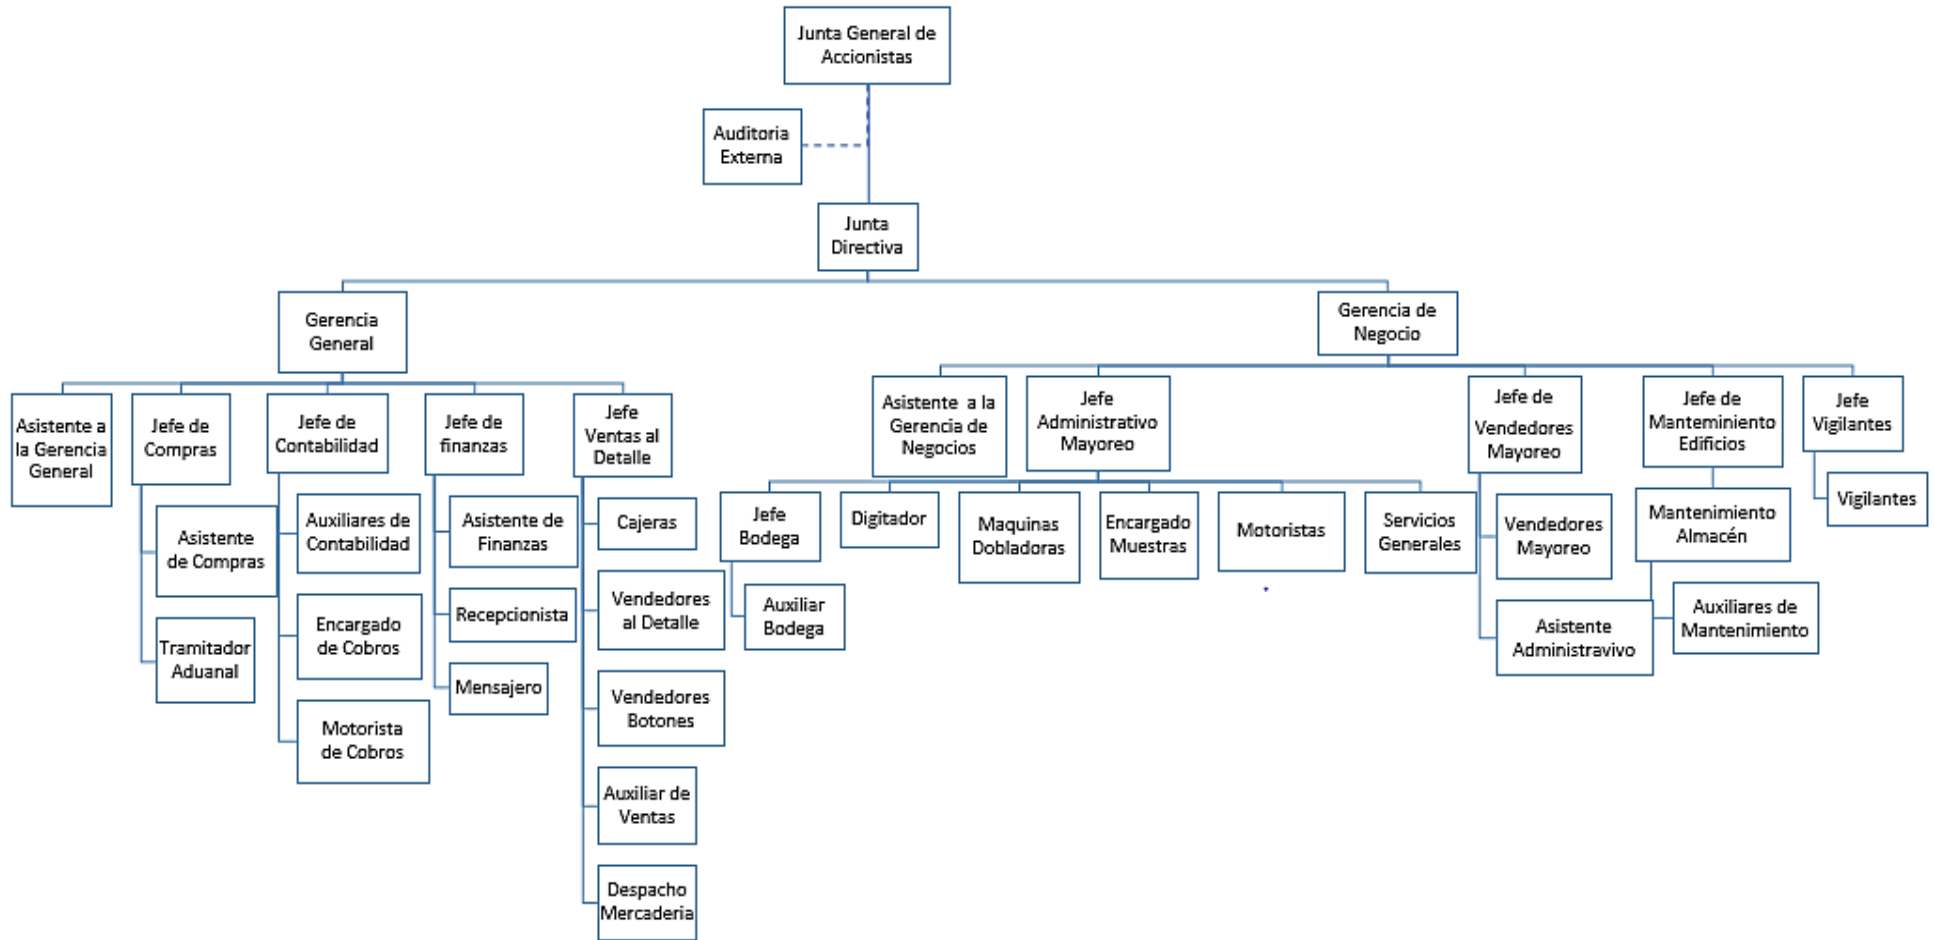 Junta General de
Accionistas
Auditoria
Externa
Junta
Directiva
Gerencia
General
Gerencia de
Negocio
Asistente a
la Gerencia
General
Jefe de
Compras
Jefe de
Contabilidad
Jefe de
finanzas
Jefe
Ventas al
Detalle
Asistente a la
Gerencia de
Negocios
Jefe
Administrativo
Mayoreo
Jefe de
Vendedores
Mayoreo
Jefe de
Manteminiento
Edificios
Jefe
Vigilantes
Asistente
de Compras
Tramitador
Aduanal
Auxiliares de
Contabilidad
Encargado
de Cobros
Motorista
de Cobros
Asistente de
Finanzas
Recepcionista
Mensajero
Cajeras
Vendedores
al Detalle
Vendedores
Botones
Auxiliar de
Ventas
Despacho
Mercaderia
Jefe
Bodega
Auxiliar
Bodega
Digitador
Maquinas
Dobladoras
Encargado
Muestras
Motoristas
Servicios
Generales
Vendedores
Mayoreo
Asistente
Administravivo
Mantenimiento
Almacén
Auxiliares de
Mantenimiento
Vigilantes